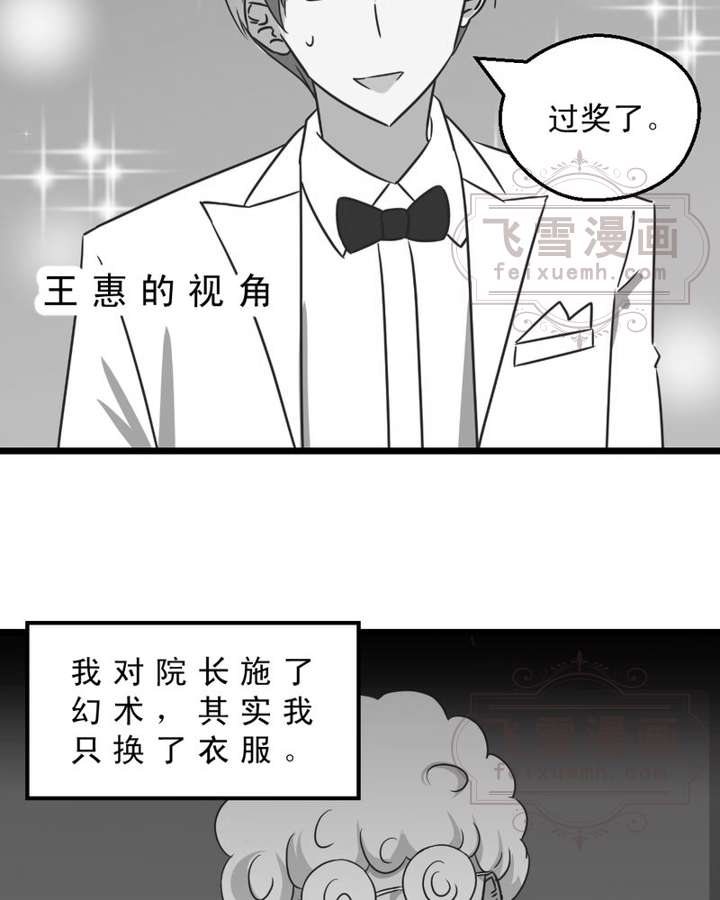 过奖了。
飞雪漫画
feixuemh.com
王惠的视角
我对院长施了
幻术，其实我
只换了衣服。
飞雪漫画
feixuemh.com